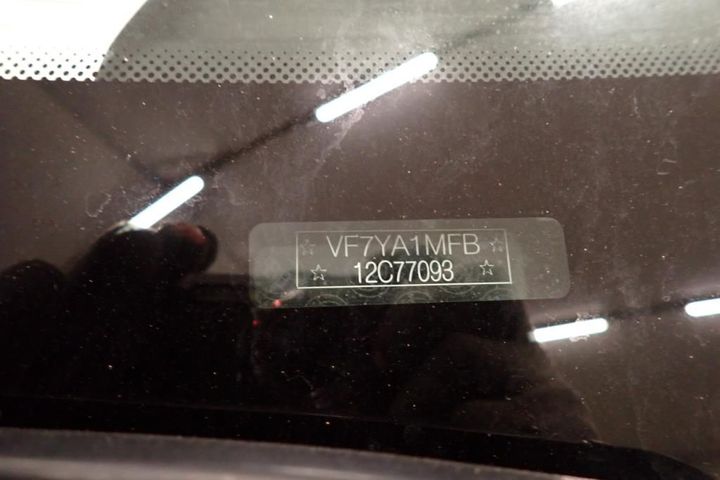 ☆ VF7YA1MFB ☆
☆ 12C77093 ☆